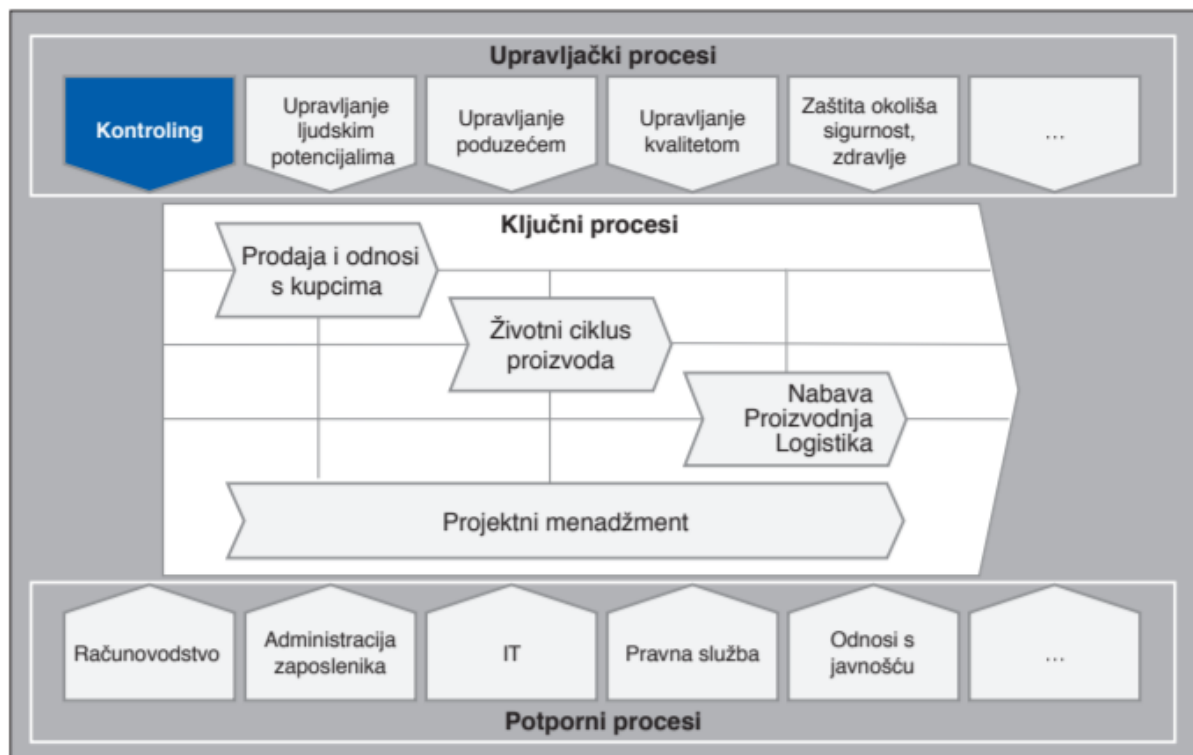 Upravljački procesi
Kontroling
Upravljanje
ljudskim
potencijalima
Upravljanje
poduzećem
Upravljanje
kvalitetom
Zaštita okoliša
sigurnost,
zdravlje
...
Ključni procesi
Prodaja i odnosi
s kupcima
Životni ciklus
proizvoda
Nabava
Proizvodnja
Logistika
Projektni menadžment
Računovodstvo
Administracija
zaposlenika
IT
Pravna služba
Odnosi s
javnošću
...
Potporni procesi